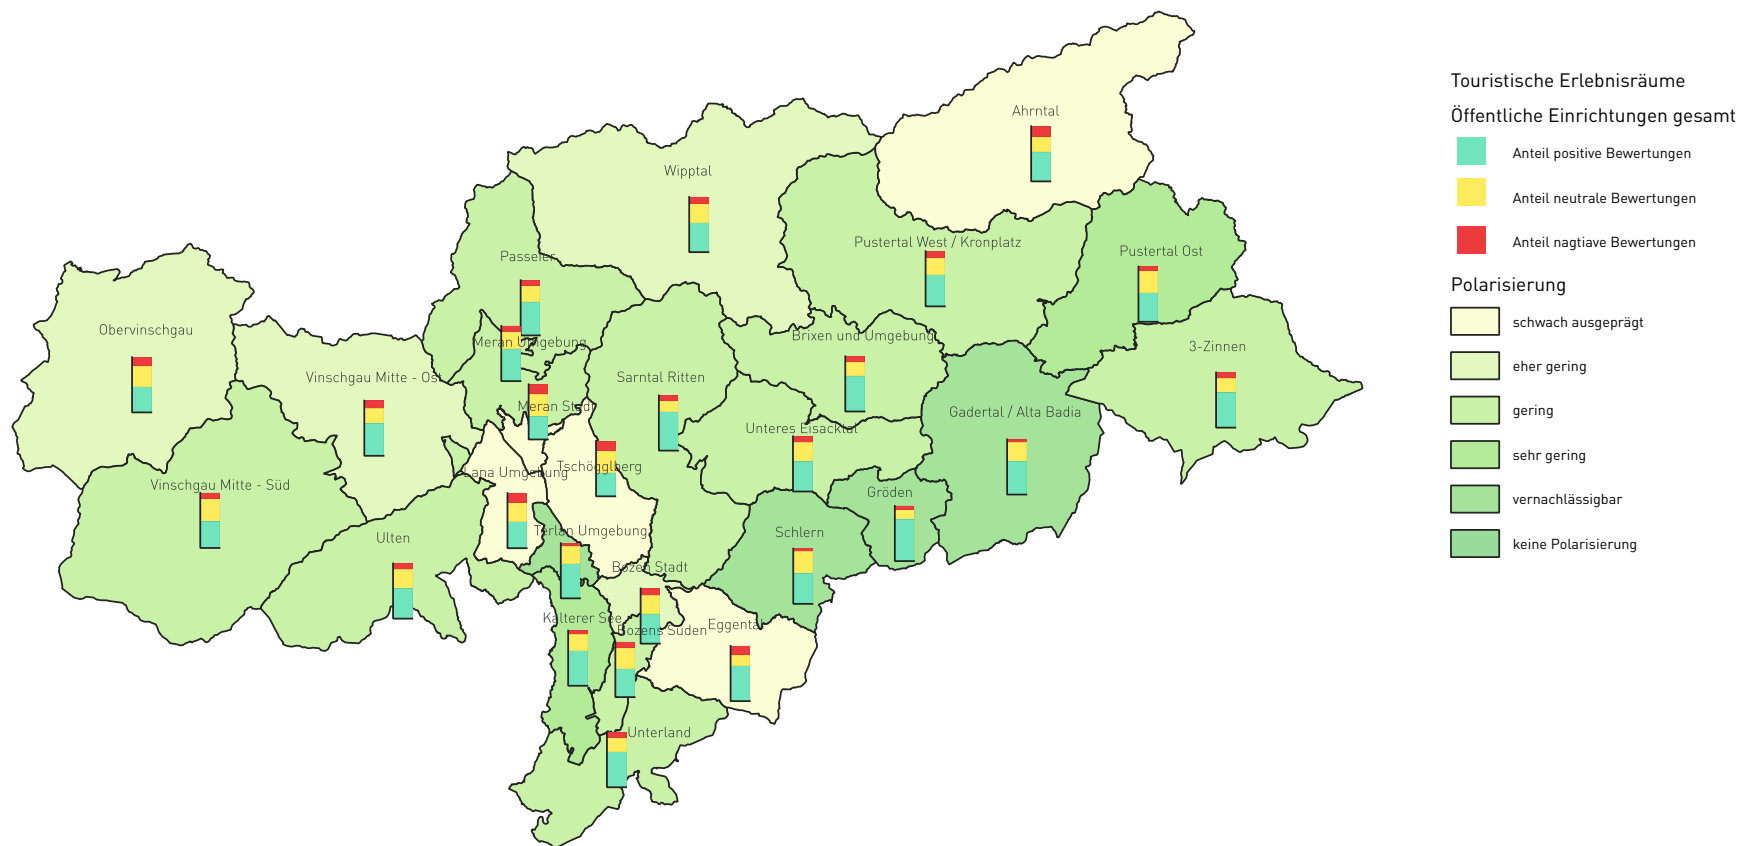 Touristische Erlebnisräume
Öffentliche Einrichtungen gesamt
Anteil positive Bewertungen
Anteil neutrale Bewertungen
Anteil nagtiave Bewertungen
Polarisierung
schwach ausgeprägt
eher gering
gering
sehr gering
vernachlässigbar
keine Polarisierung
Ahrntal
Wipptal
Pustertal West / Kronplatz
Pustertal Ost
Passeier
Obervinschgau
Meran Umgebung
Brixen und Umgebung
3-Zinnen
Vinschgau Mitte - Ost
Sarntal Ritten
Meran Stadt
Gadertal / Alta Badia
Unteres Eisacktal
Lana Umgebung
Tschögglberg
Vinschgau Mitte - Süd
Gröden
Ulten
Terlan Umgebung
Schlern
Bozen Stadt
Kalterer See
Bozens Süden
Eggental
Unterland